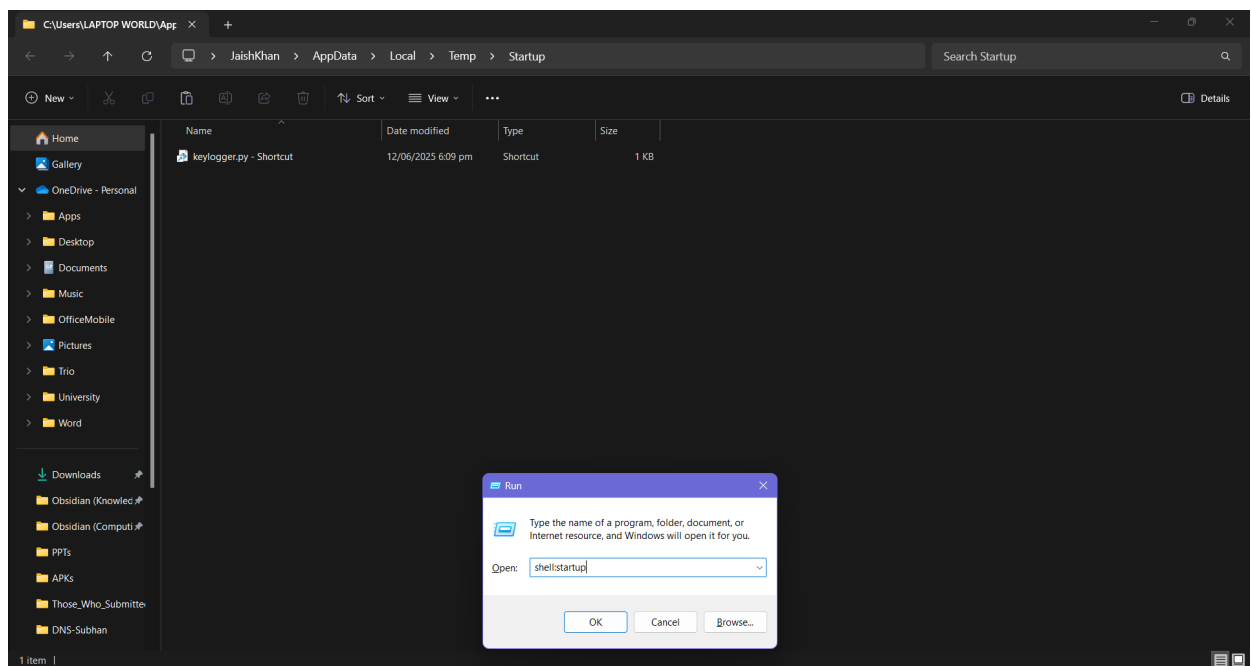 C:\Users\LAPTOP WORLD\App
JaishKhan > AppData > Local > Temp > Startup
Search Startup
New
Sort
View
Details
Name
Date modified
Type
Size
keylogger.py - Shortcut
12/06/2025 6:09 pm
Shortcut
1 KB
Home
Gallery
OneDrive - Personal
Apps
Desktop
Documents
Music
OfficeMobile
Pictures
Trio
University
Word
Downloads
Obsidian (Knowled
Obsidian (Computi
PPTs
APKs
Those_Who_Submitte
DNS-Subhan
1 item
Run
Type the name of a program, folder, document, or
Internet resource, and Windows will open it for you.
Open:
shell:startup
OK
Cancel
Browse...